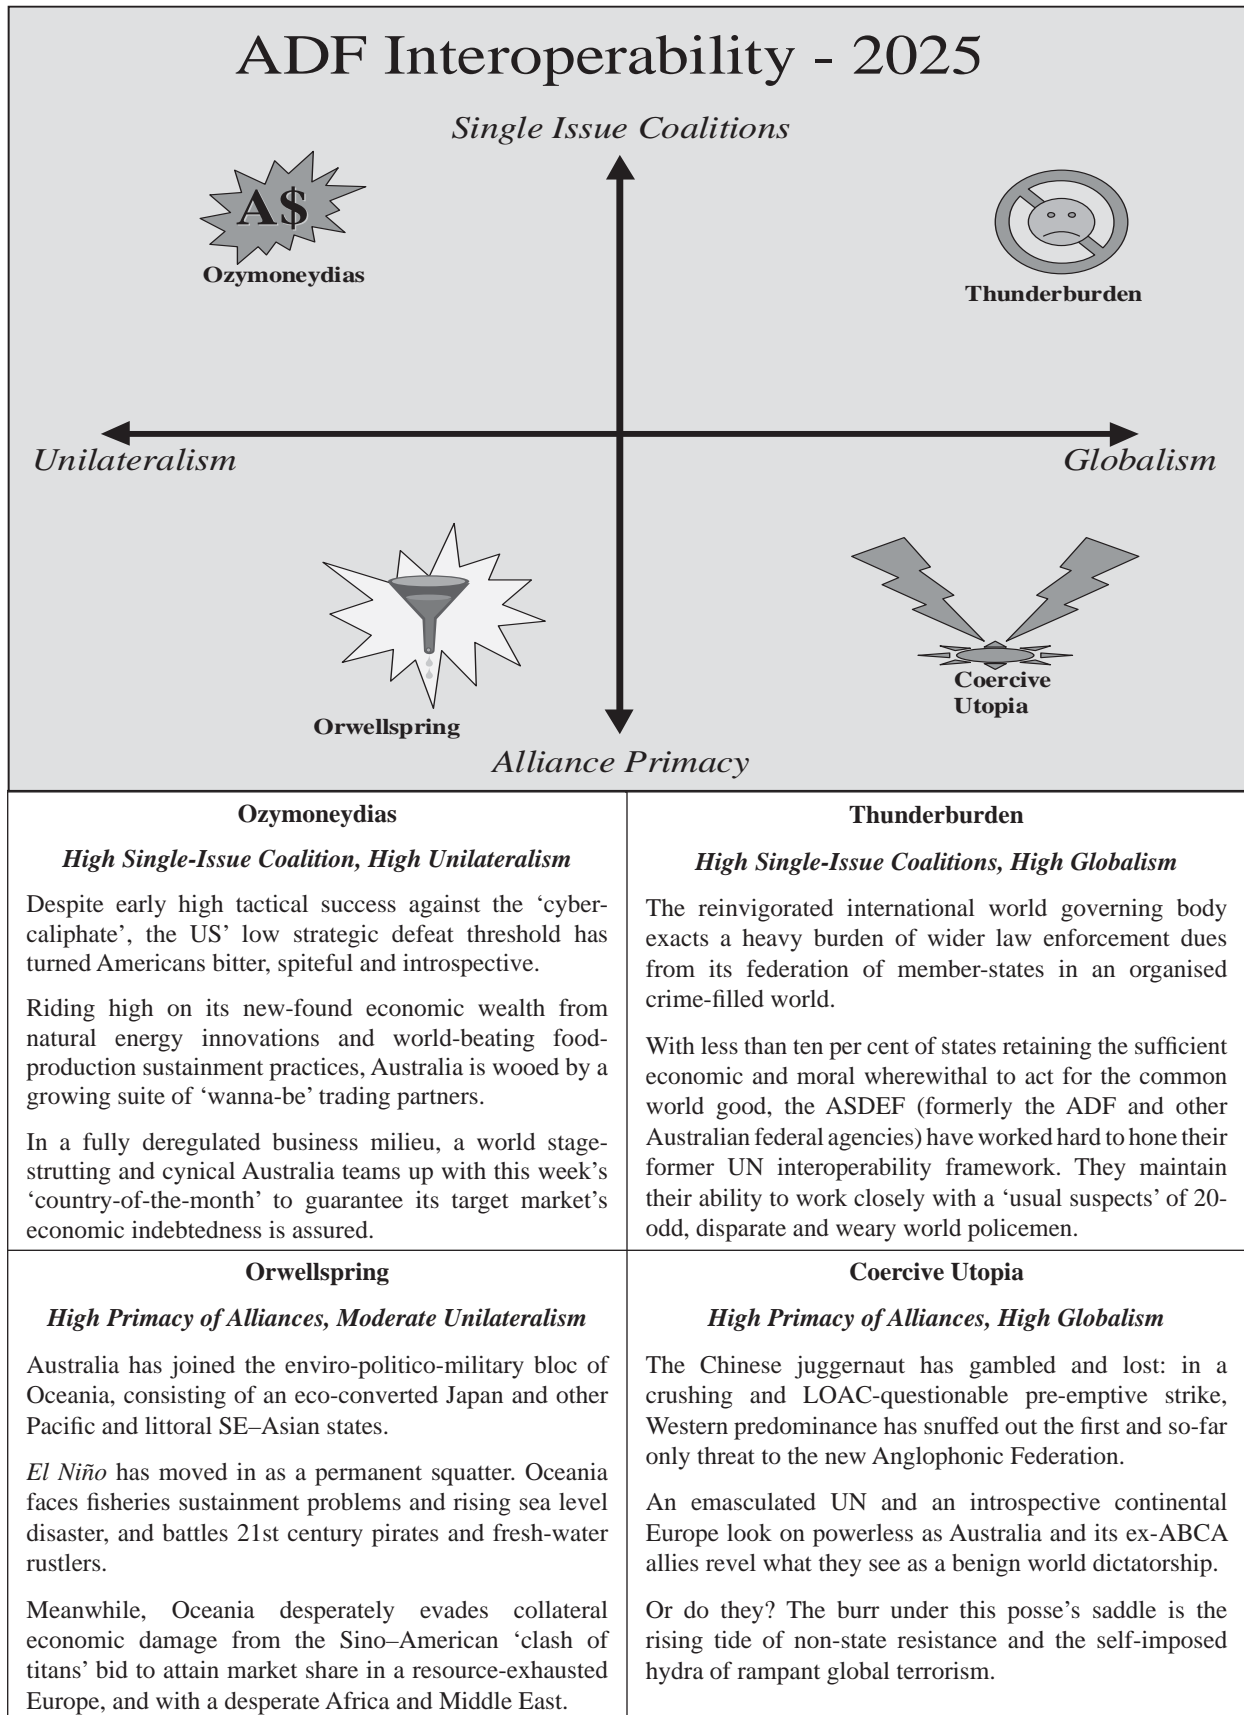 ADF Interoperability - 2025
Single Issue Coalitions
A$
Ozymoneydias
Thunderburden
Unilateralism
Globalism
Orwellspring
Coercive
Utopia
Alliance Primacy
Ozymoneydias
High Single-Issue Coalition, High Unilateralism
Despite early high tactical success against the ‘cyber-
caliphate’, the US’ low strategic defeat threshold has
turned Americans bitter, spiteful and introspective.
Riding high on its new-found economic wealth from
natural energy innovations and world-beating food-
production sustainment practices, Australia is wooed by a
growing suite of ‘wanna-be’ trading partners.
In a fully deregulated business milieu, a world stage-
strutting and cynical Australia teams up with this week’s
‘country-of-the-month’ to guarantee its target market’s
economic indebtedness is assured.
Thunderburden
High Single-Issue Coalitions, High Globalism
The reinvigorated international world governing body
exacts a heavy burden of wider law enforcement dues
from its federation of member-states in an organised
crime-filled world.
With less than ten per cent of states retaining the sufficient
economic and moral wherewithal to act for the common
world good, the ASDEF (formerly the ADF and other
Australian federal agencies) have worked hard to hone their
former UN interoperability framework. They maintain
their ability to work closely with a ‘usual suspects’ of 20-
odd, disparate and weary world policemen.
Orwellspring
High Primacy of Alliances, Moderate Unilateralism
Australia has joined the enviro-politico-military bloc of
Oceania, consisting of an eco-converted Japan and other
Pacific and littoral SE–Asian states.
El Niño has moved in as a permanent squatter. Oceania
faces fisheries sustainment problems and rising sea level
disaster, and battles 21st century pirates and fresh-water
rustlers.
Meanwhile, Oceania desperately evades collateral
economic damage from the Sino–American ‘clash of
titans’ bid to attain market share in a resource-exhausted
Europe, and with a desperate Africa and Middle East.
Coercive Utopia
High Primacy of Alliances, High Globalism
The Chinese juggernaut has gambled and lost: in a
crushing and LOAC-questionable pre-emptive strike,
Western predominance has snuffed out the first and so-far
only threat to the new Anglophonic Federation.
An emasculated UN and an introspective continental
Europe look on powerless as Australia and its ex-ABCA
allies revel what they see as a benign world dictatorship.
Or do they? The burr under this posse’s saddle is the
rising tide of non-state resistance and the self-imposed
hydra of rampant global terrorism.